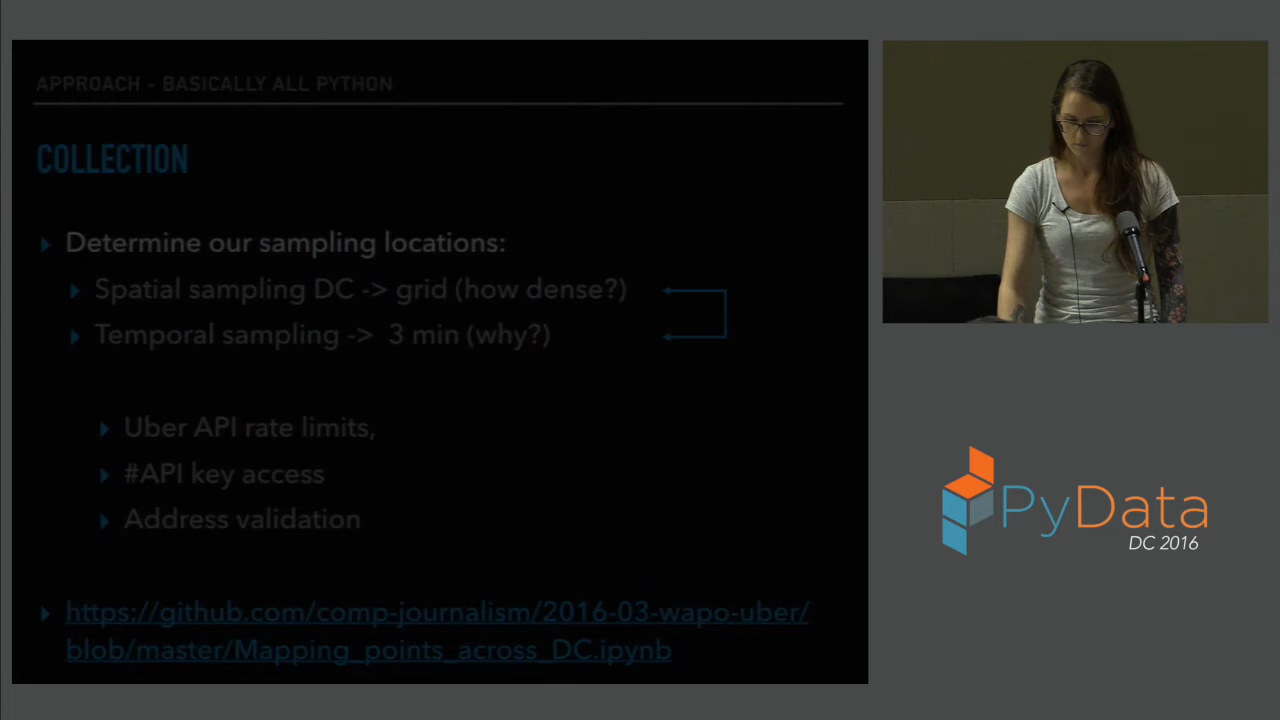 APPROACH - BASICALLY ALL PYTHON
COLLECTION
Determine our sampling locations:
Spatial sampling DC -> grid (how dense?)
Temporal sampling -> 3 min (why?)
Uber API rate limits,
#API key access
Address validation
https://github.com/comp-journalism/2016-03-wapo-uber/
blob/master/Mapping_points_across_DC.ipynb
PyData
DC 2016